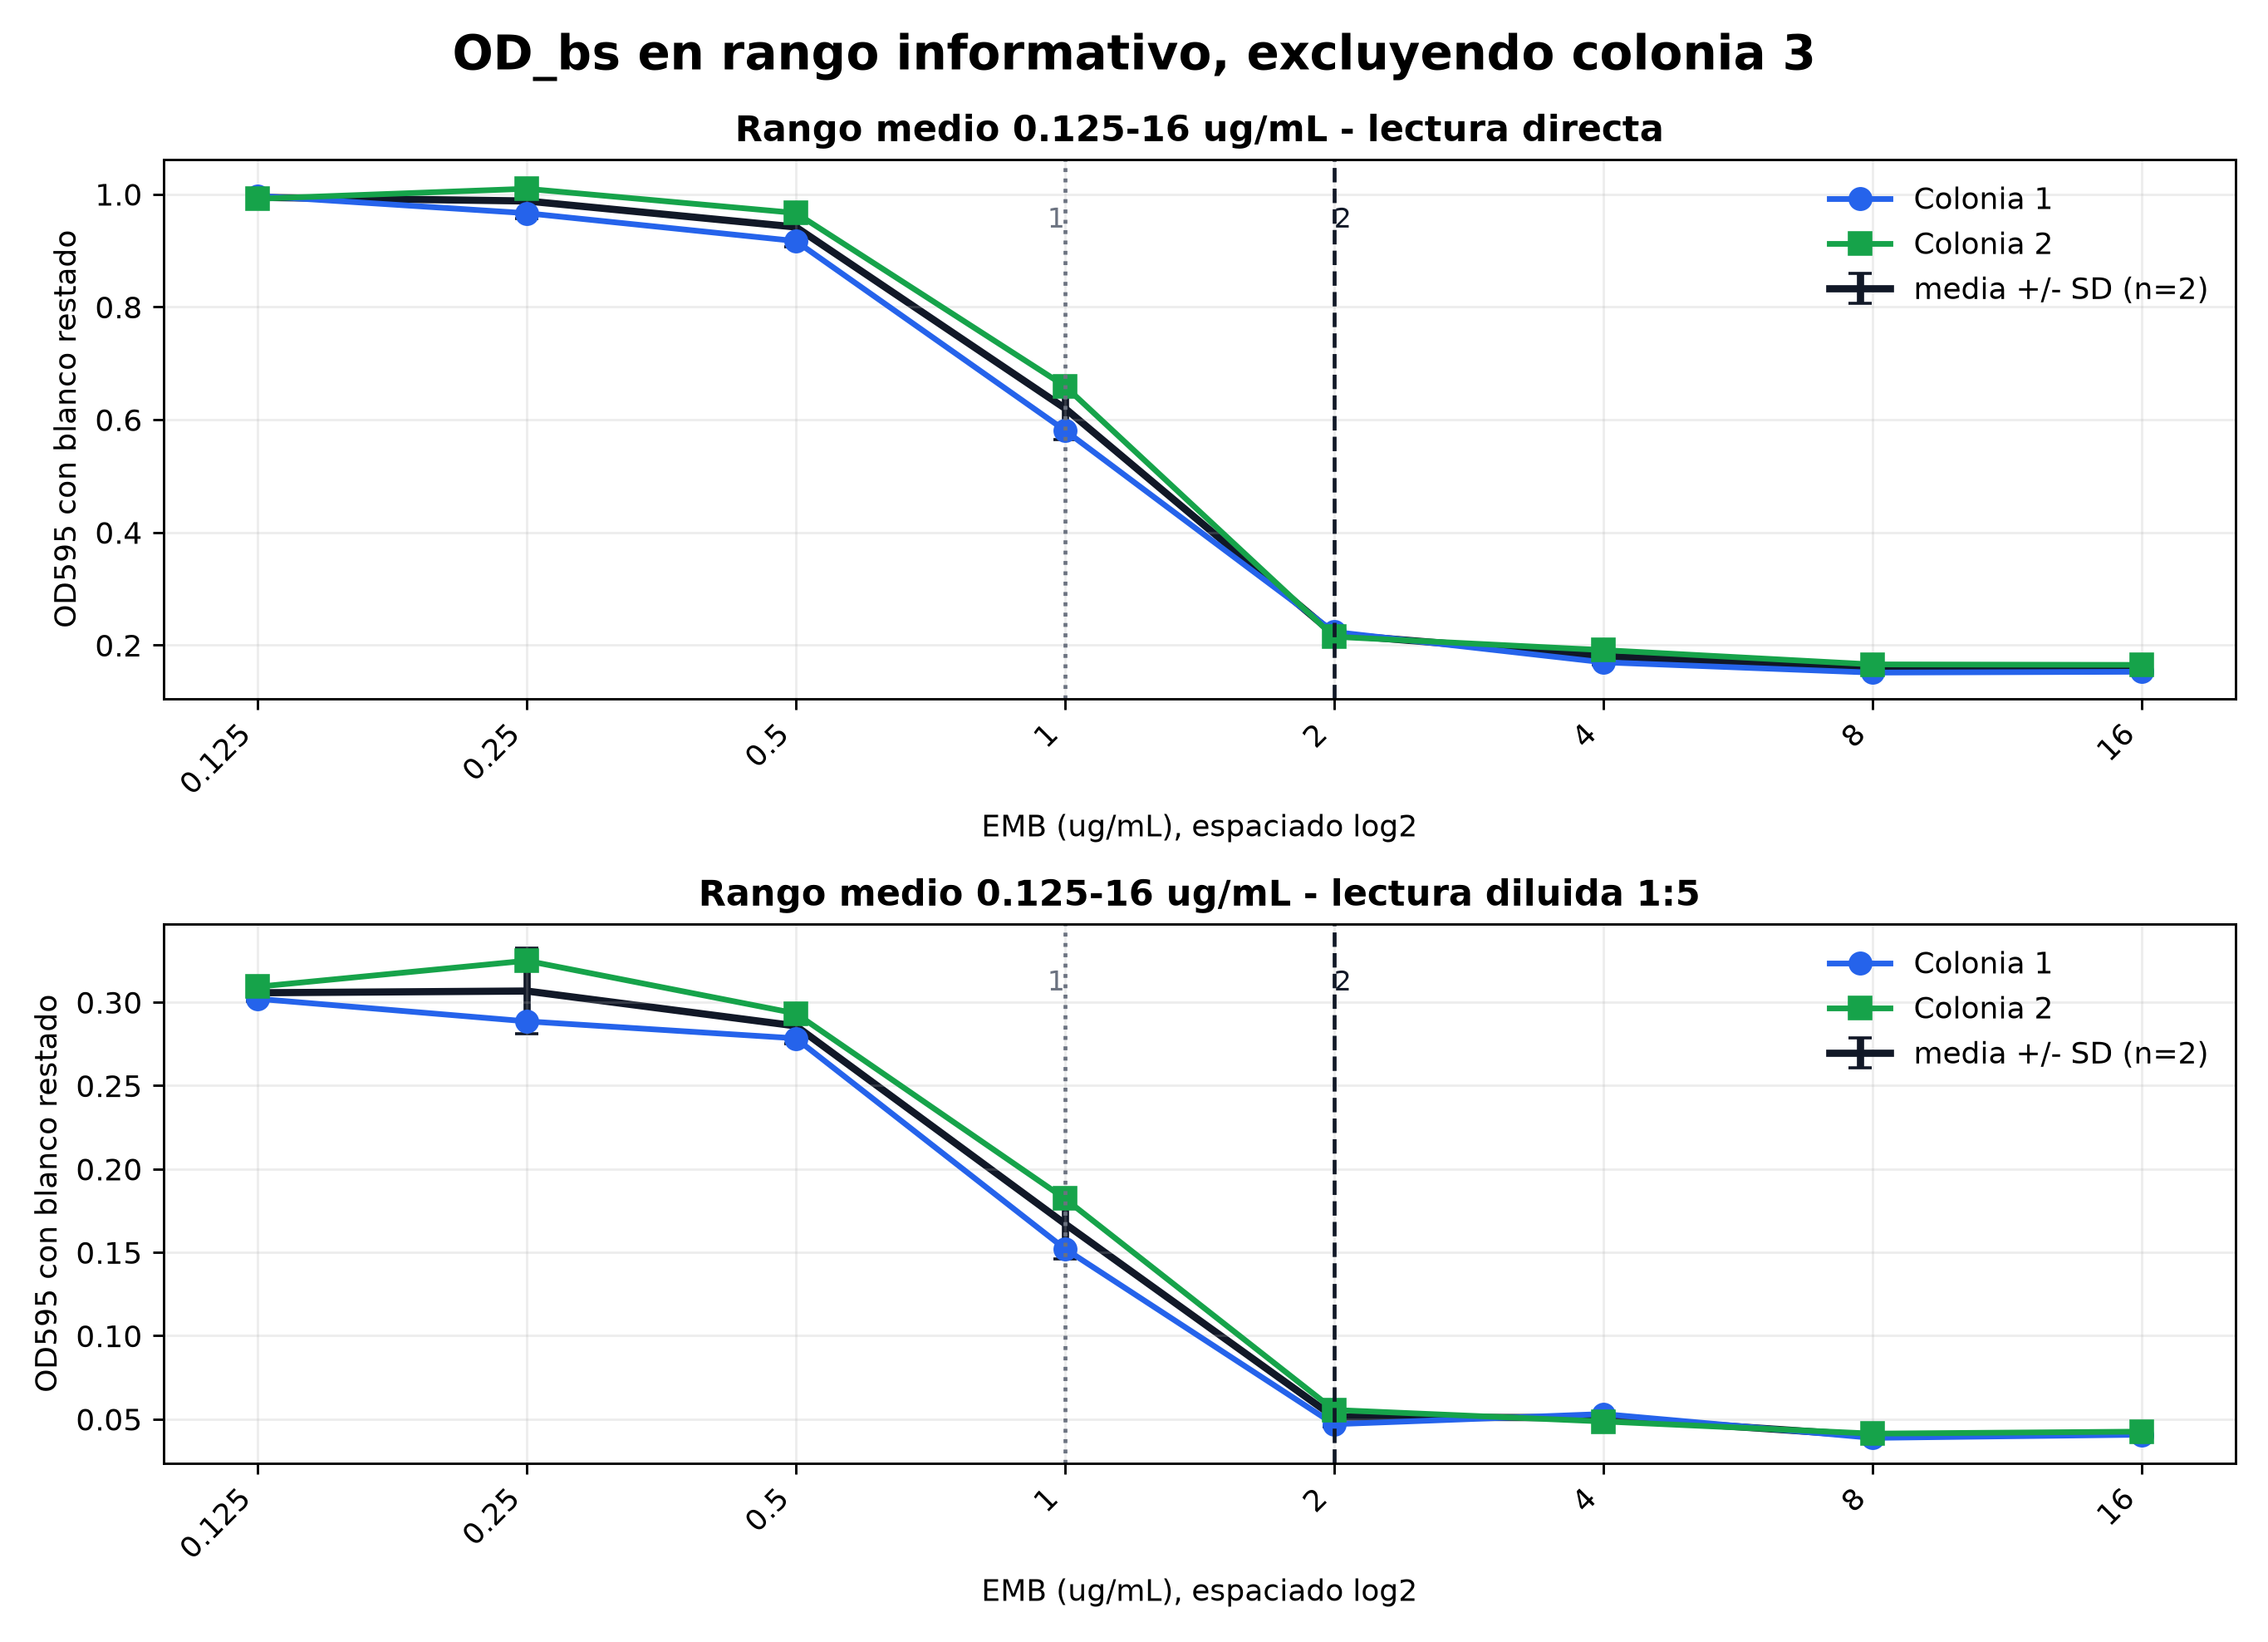 OD_bs en rango informativo, excluyendo colonia 3
Rango medio 0.125-16 ug/mL - lectura directa
OD595 con blanco restado
1.0
0.8
0.6
0.4
0.2
1
2
Colonia 1
Colonia 2
media +/- SD (n=2)
0.125
0.25
0.5
1
2
4
8
16
EMB (ug/mL), espaciado log2
Rango medio 0.125-16 ug/mL - lectura diluida 1:5
OD595 con blanco restado
0.30
0.25
0.20
0.15
0.10
0.05
1
2
Colonia 1
Colonia 2
media +/- SD (n=2)
0.125
0.25
0.5
1
2
4
8
16
EMB (ug/mL), espaciado log2